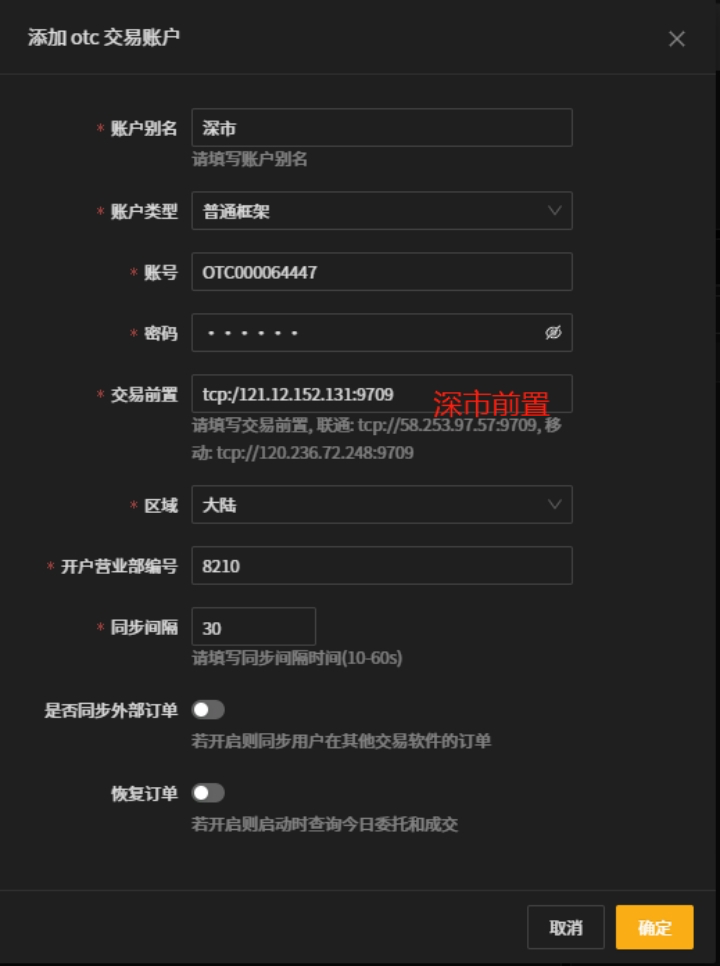 添加 otc 交易账户
* 账户别名 深市
请填写账户别名
* 账户类型 普通框架
* 账号 OTC000064447
* 密码 ······
* 交易前置 tcp:/121.12.152.131:9709 深市前置
请填写交易前置, 联通: tcp://58.253.97.57:9709, 移
动: tcp://120.236.72.248:9709
* 区域 大陆
* 开户营业部编号 8210
* 同步间隔 30
请填写同步间隔时间(10-60s)
是否同步外部订单
若开启则同步用户在其他交易软件的订单
恢复订单
若开启则启动时查询今日委托和成交
取消 确定